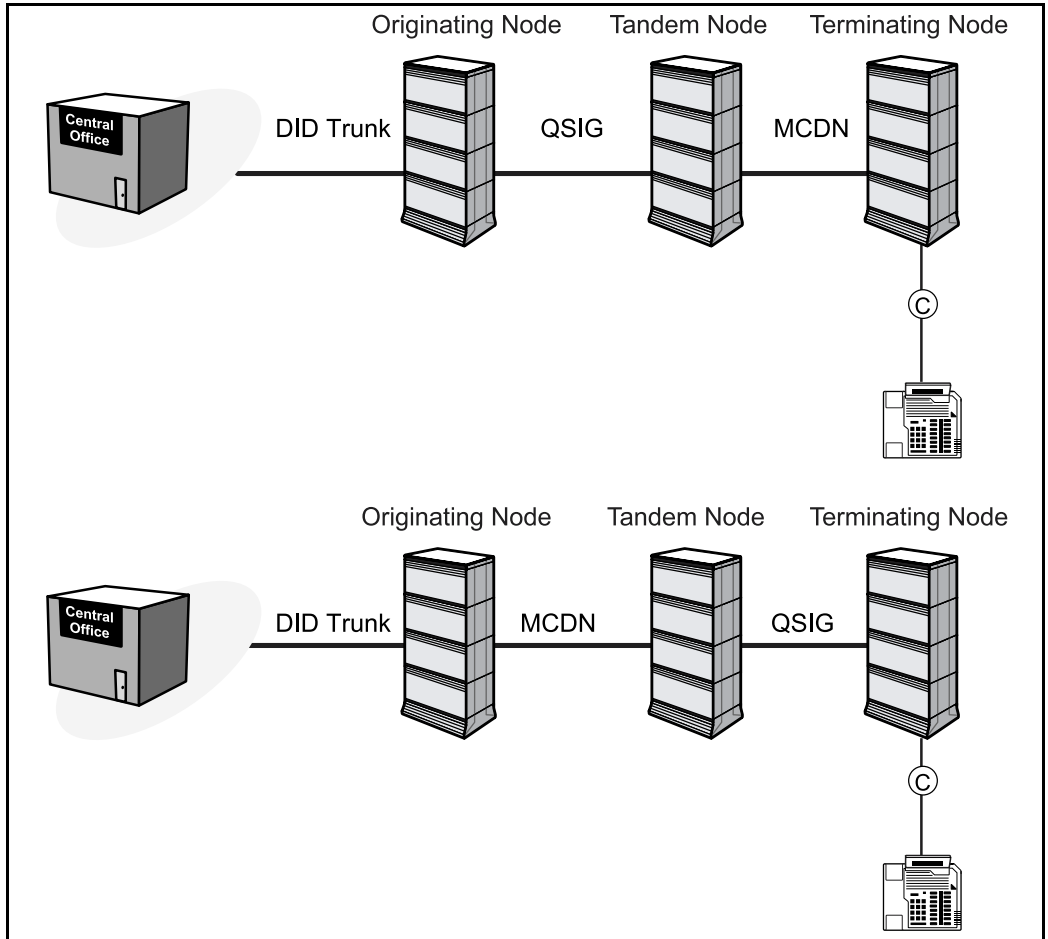 Originating Node Tandem Node Terminating Node
Central
Office
DID Trunk QSIG MCDN
C
Originating Node Tandem Node Terminating Node
Central
Office
DID Trunk MCDN QSIG
C